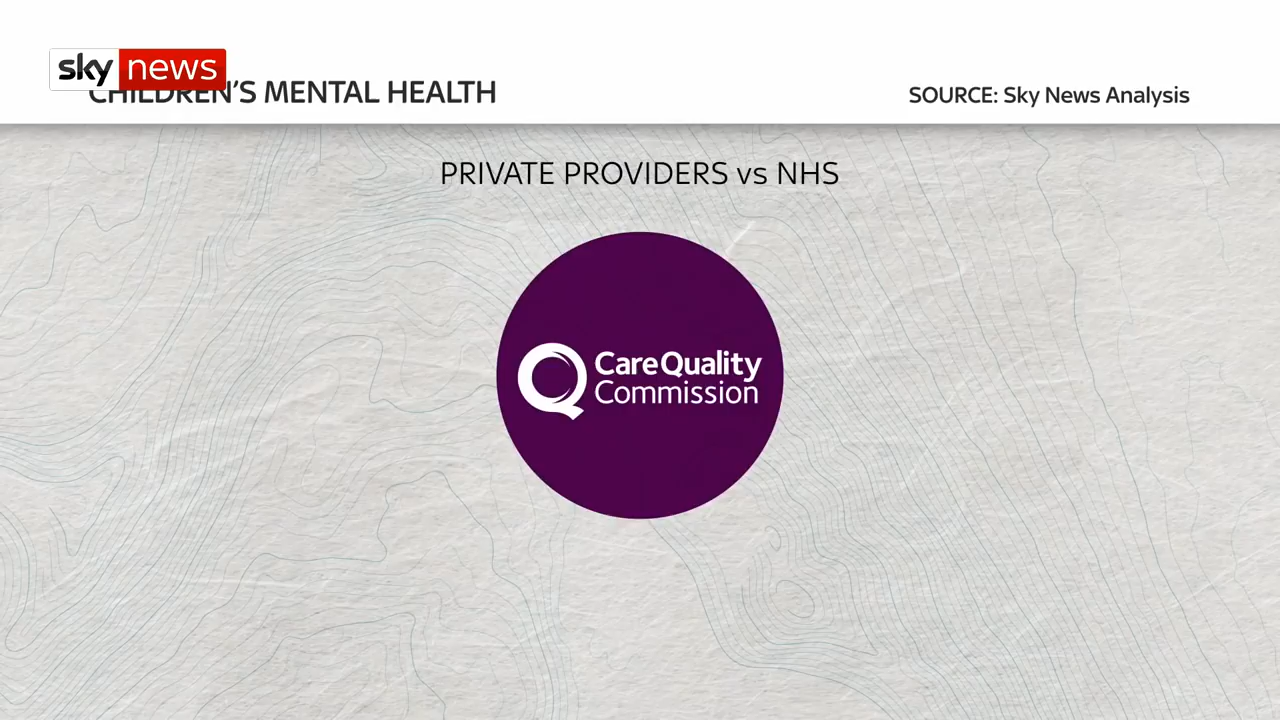 sky news
CHILDREN'S MENTAL HEALTH
SOURCE: Sky News Analysis
PRIVATE PROVIDERS vs NHS
CareQuality
Commission